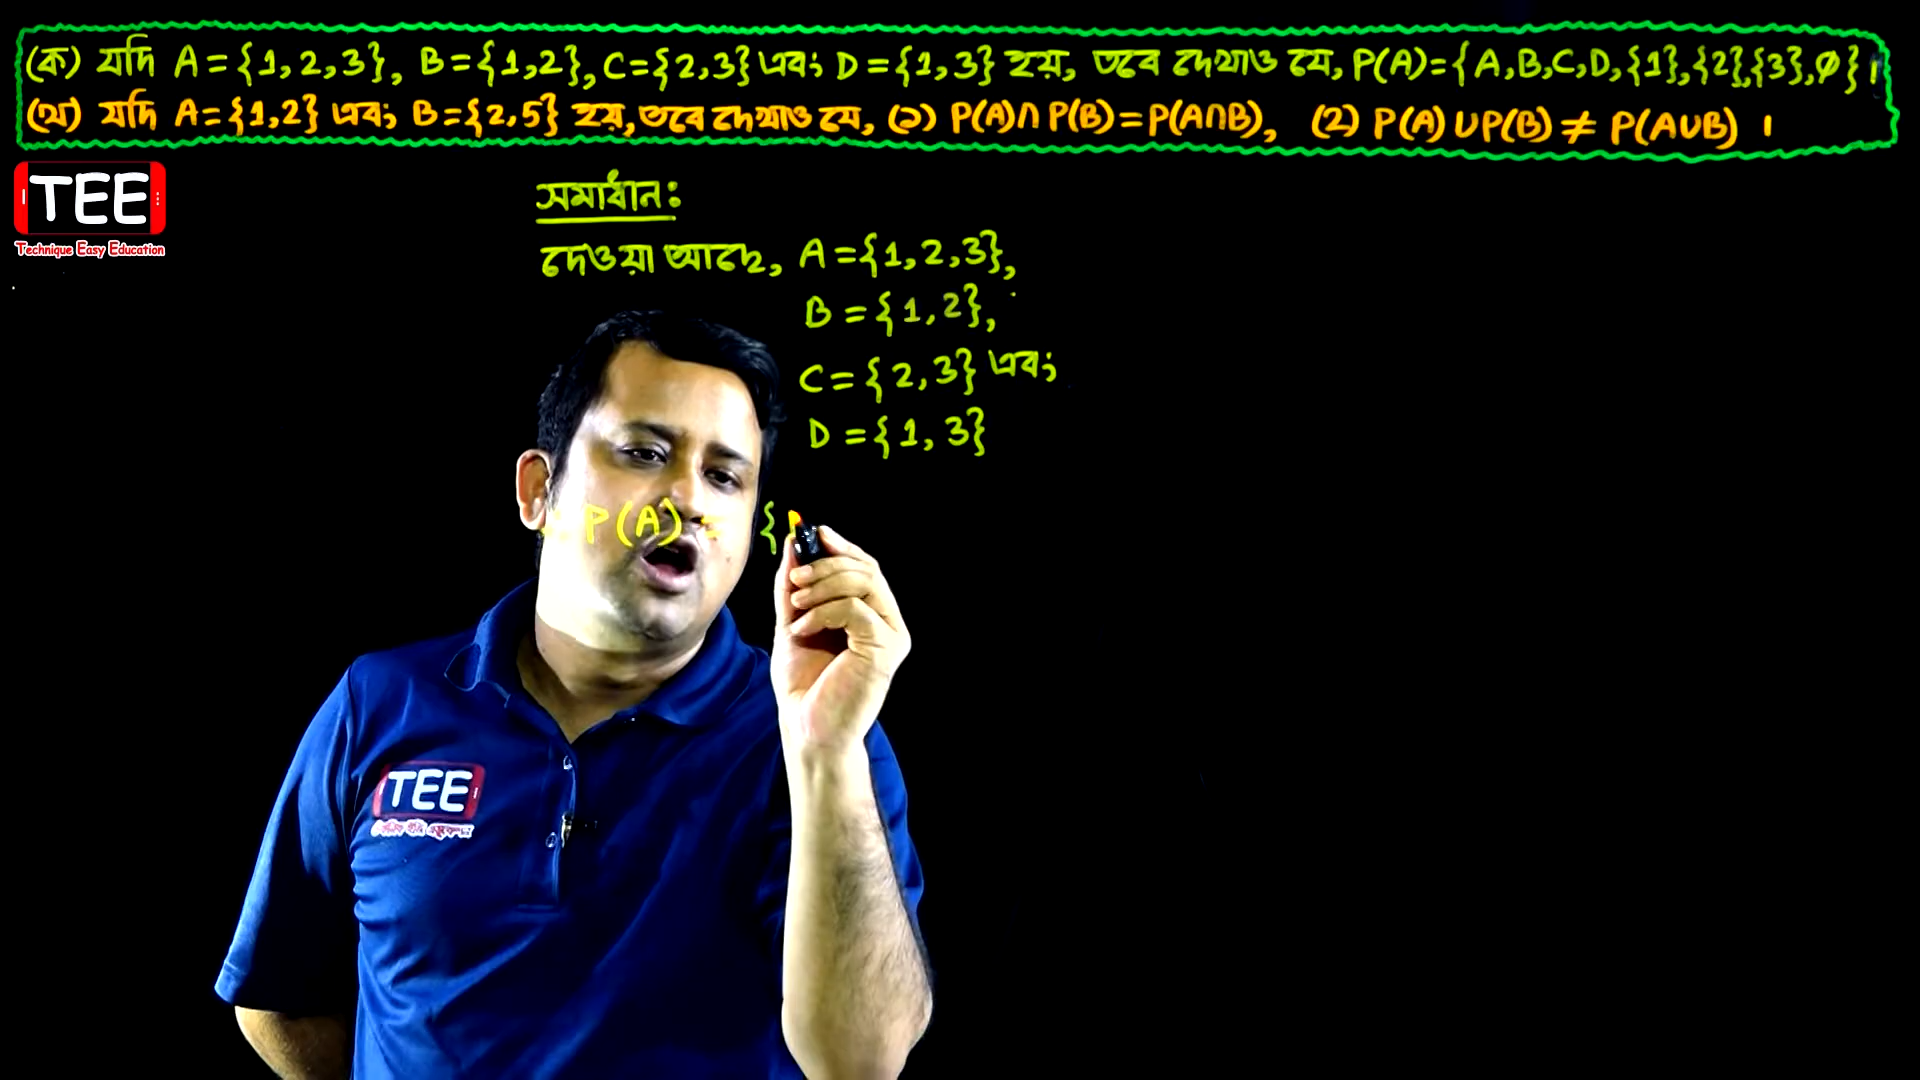 (ক) যদি A={1,2,3}, B={1,2}, C={2,3} এবং D={1,3} হয়, তবে দেখাও যে, P(A)={A,B,C,D,{1},{2},{3},Ø}।
(খ) যদি A={1,2} এবং B={2,5} হয়, তবে দেখাও যে, (১) P(A)∩P(B)=P(A∩B), (2) P(A)∪P(B)≠P(A∪B) ।
TEE
Technique Easy Education
সমাধান:
দেওয়া আছে, A={1,2,3},
B={1,2},
C={2,3} এবং
D={1,3}
P(A) = {
TEE